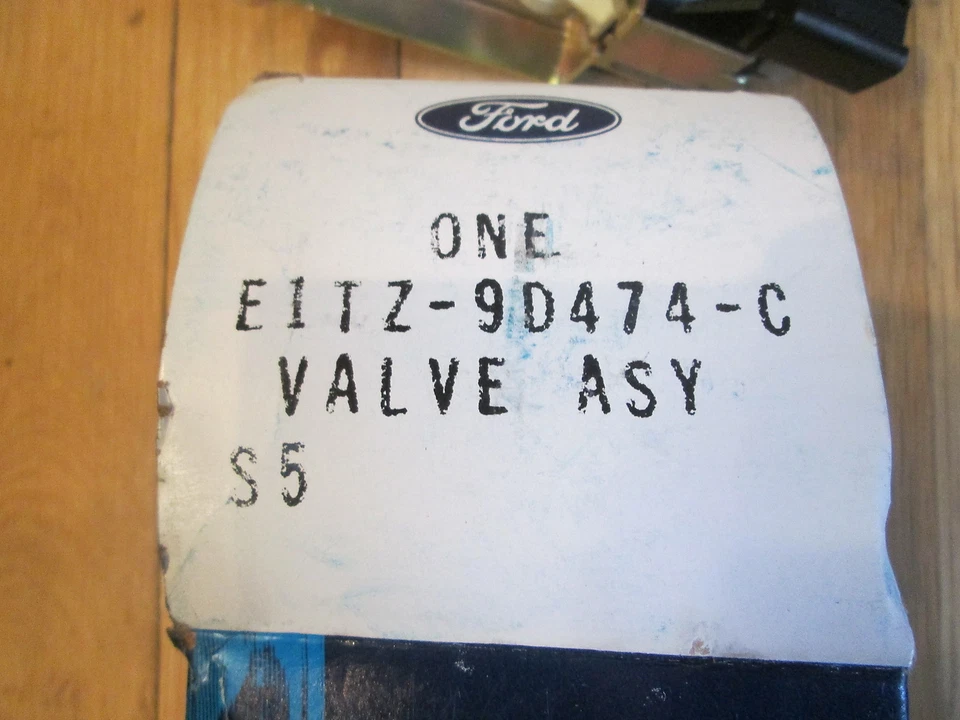 Ford
ONE
E1TZ-9D474-C
VALVE ASY
S5